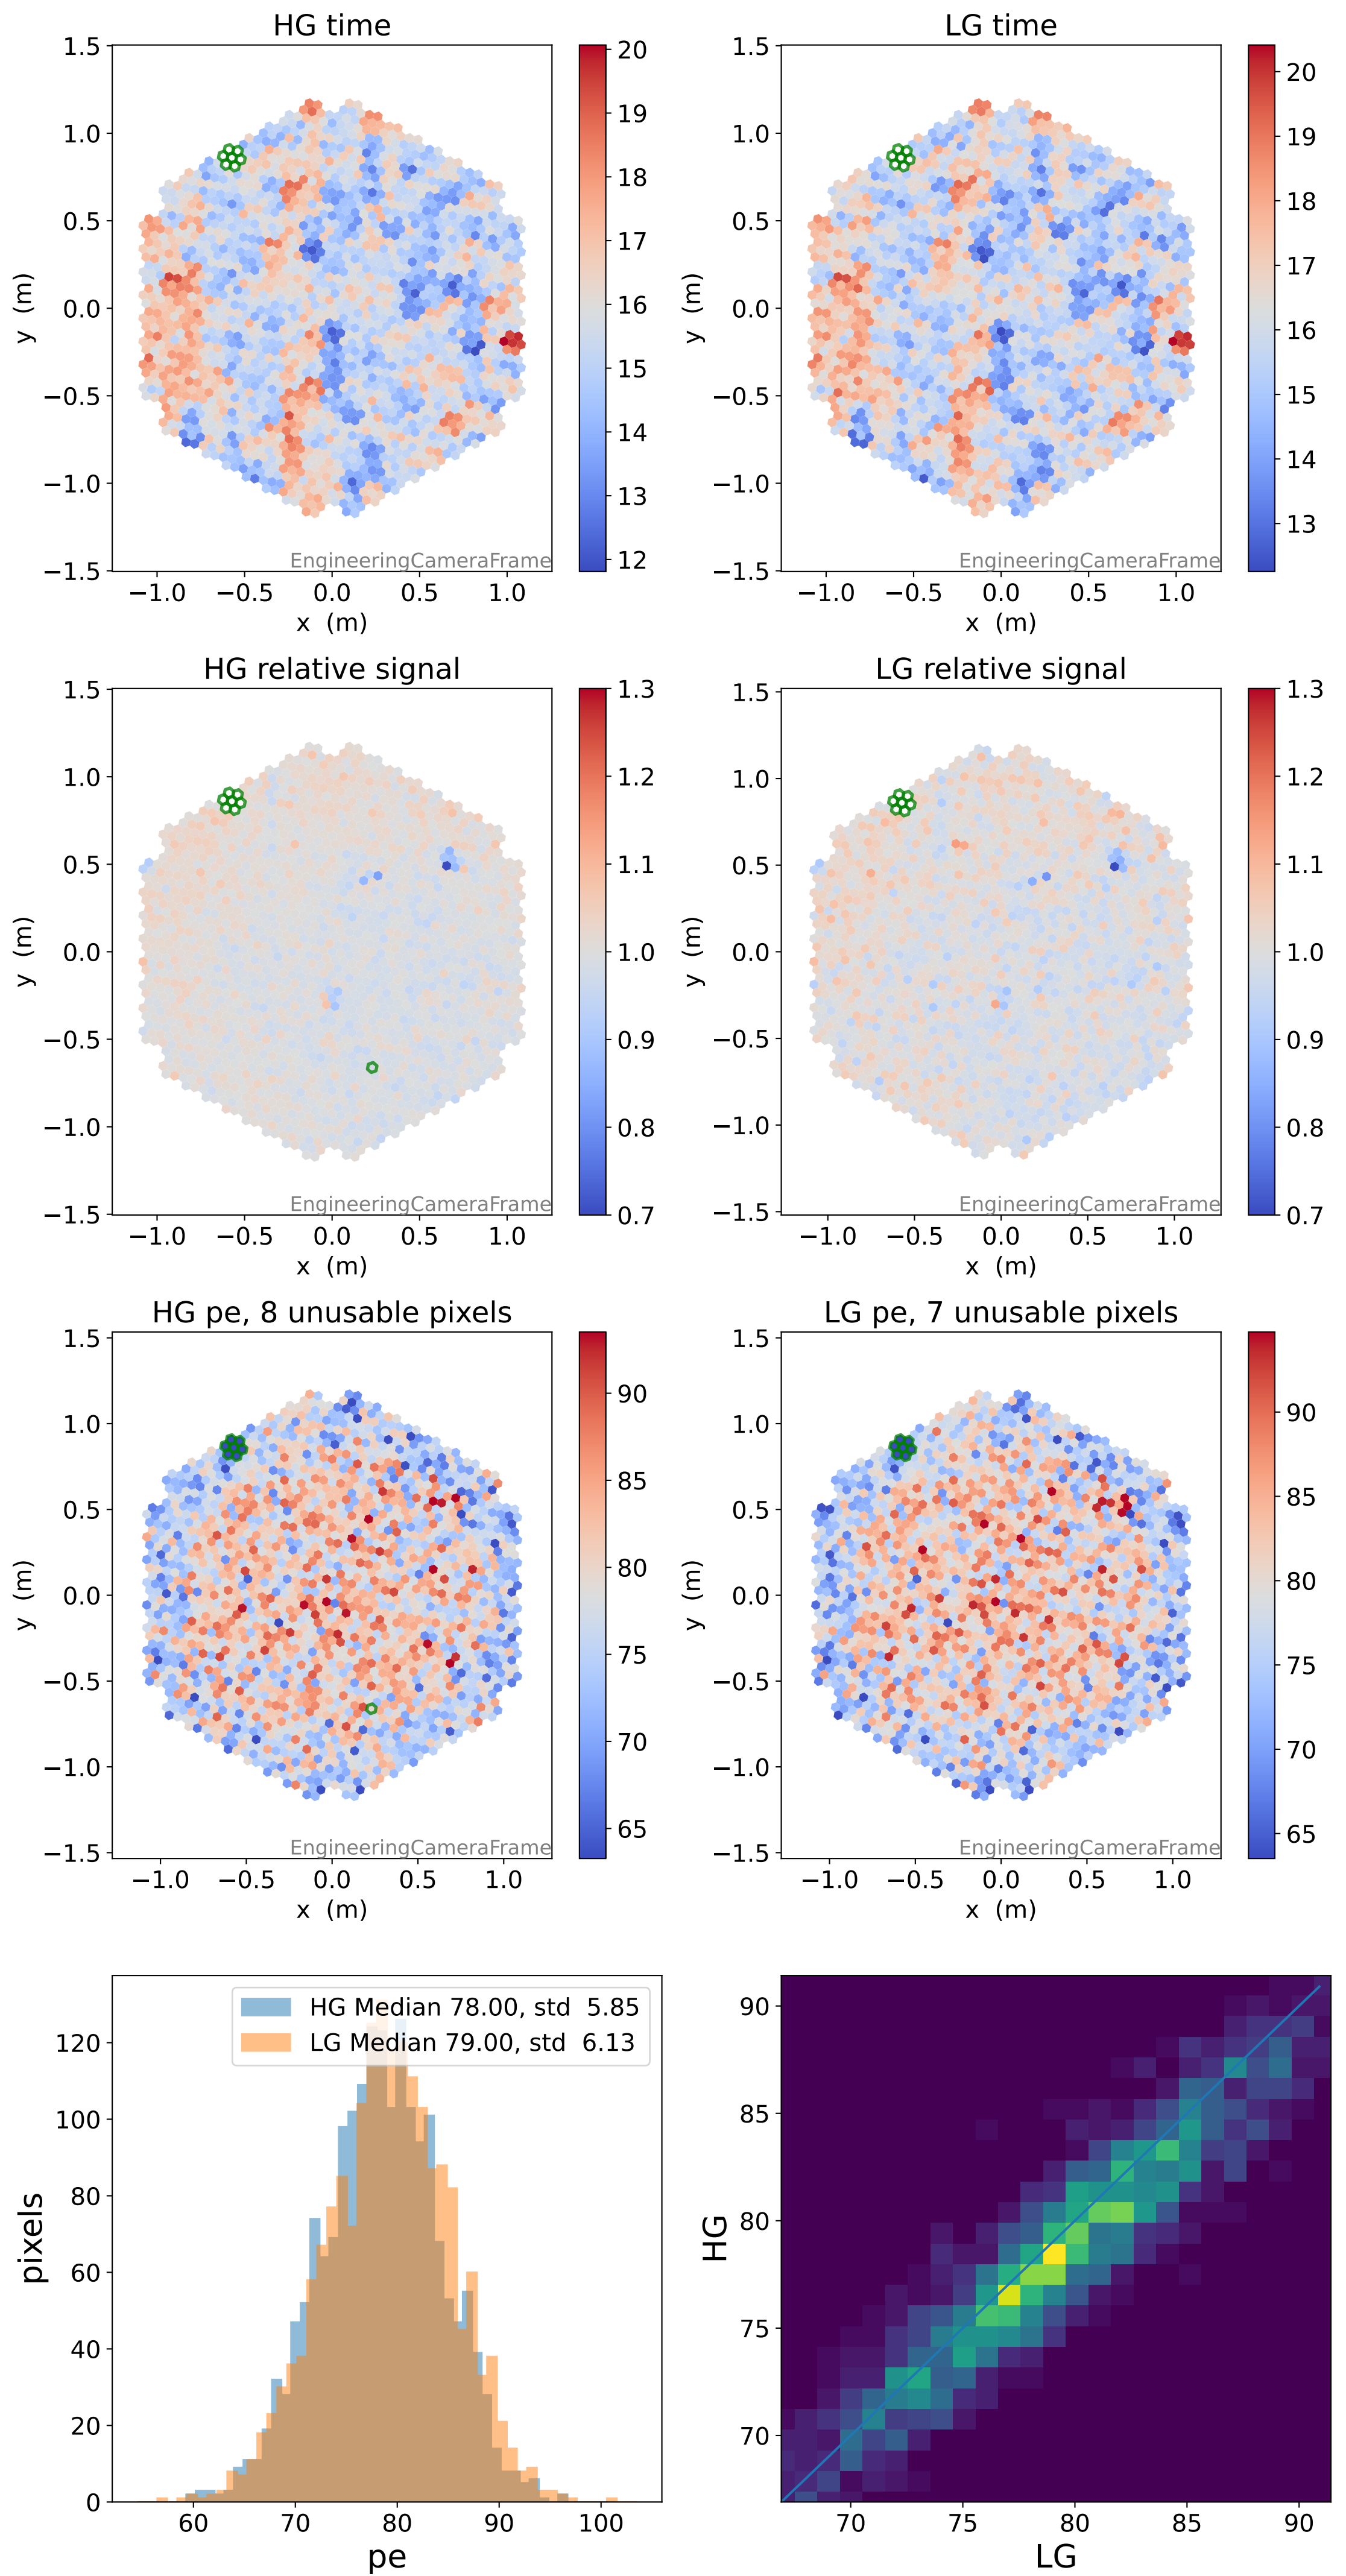 HG time
LG time
1.5
1.0
0.5
0.0
−0.5
−1.0
−1.5
y (m)
−1.0 −0.5 0.0 0.5 1.0
x (m)
EngineeringCameraFrame
20
19
18
17
16
15
14
13
12
1.5
1.0
0.5
0.0
−0.5
−1.0
−1.5
y (m)
−1.0 −0.5 0.0 0.5 1.0
x (m)
EngineeringCameraFrame
20
19
18
17
16
15
14
13
HG relative signal
LG relative signal
1.5
1.0
0.5
0.0
−0.5
−1.0
−1.5
y (m)
−1.0 −0.5 0.0 0.5 1.0
x (m)
EngineeringCameraFrame
1.3
1.2
1.1
1.0
0.9
0.8
0.7
1.5
1.0
0.5
0.0
−0.5
−1.0
−1.5
y (m)
−1.0 −0.5 0.0 0.5 1.0
x (m)
EngineeringCameraFrame
1.3
1.2
1.1
1.0
0.9
0.8
0.7
HG pe, 8 unusable pixels
LG pe, 7 unusable pixels
1.5
1.0
0.5
0.0
−0.5
−1.0
−1.5
y (m)
−1.0 −0.5 0.0 0.5 1.0
x (m)
EngineeringCameraFrame
90
85
80
75
70
65
1.5
1.0
0.5
0.0
−0.5
−1.0
−1.5
y (m)
−1.0 −0.5 0.0 0.5 1.0
x (m)
EngineeringCameraFrame
90
85
80
75
70
65
HG Median 78.00, std 5.85
LG Median 79.00, std 6.13
120
100
80
60
40
20
0
pixels
60 70 80 90 100
pe
90
85
80
75
70
HG
70 75 80 85 90
LG